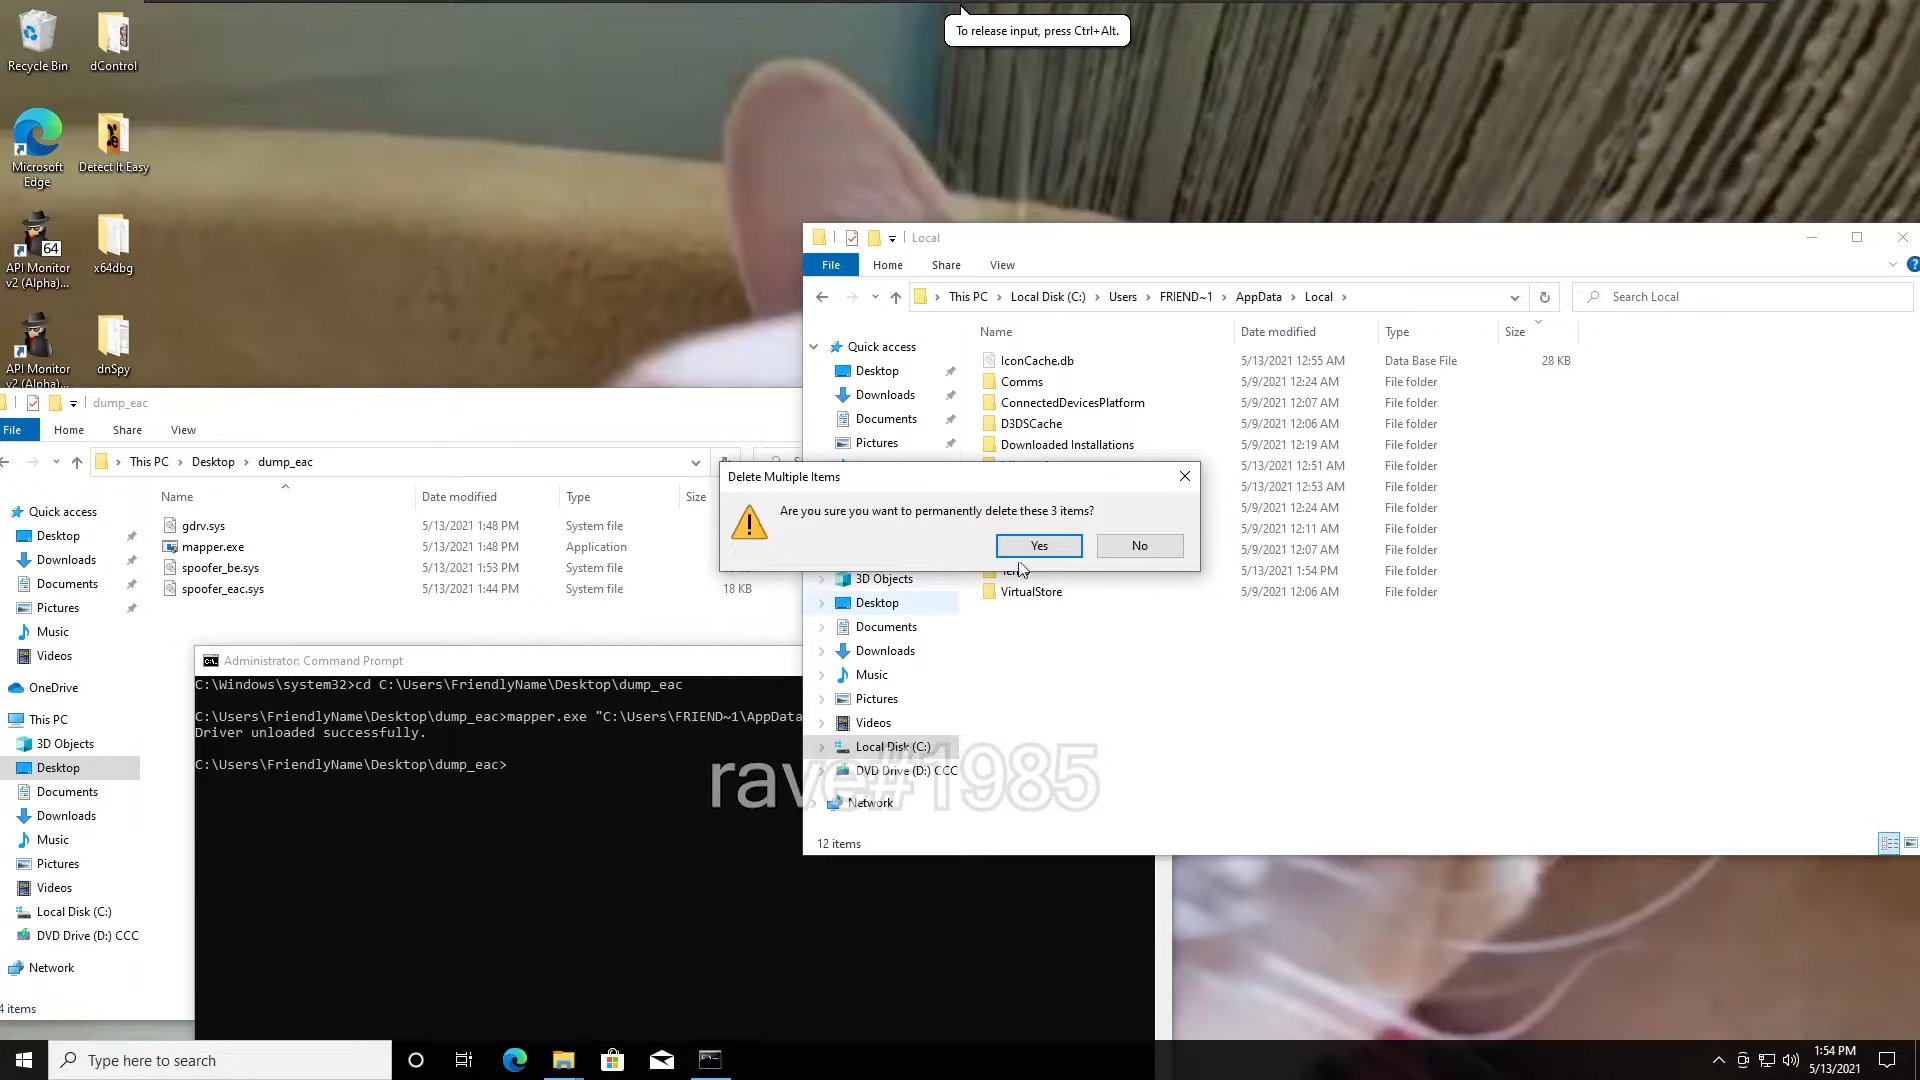 To release input, press Ctrl+Alt.
Recycle Bin
dControl
Microsoft
Edge
Detect It Easy
64
API Monitor
v2 (Alpha)...
x64dbg
API Monitor
v2 (Alpha)...
dnSpy
Local
File
Home
Share
View
This PC
Local Disk (C:)
Users
FRIEND~1
AppData
Local
Search Local
Name
Date modified
Type
Size
Quick access
Desktop
Downloads
Documents
Pictures
IconCache.db 5/13/2021 12:55 AM Data Base File 28 KB
Comms 5/9/2021 12:24 AM File folder
ConnectedDevicesPlatform 5/9/2021 12:07 AM File folder
D3DSCache 5/9/2021 12:06 AM File folder
Downloaded Installations 5/9/2021 12:19 AM File folder
5/13/2021 12:51 AM File folder
5/13/2021 12:53 AM File folder
5/9/2021 12:24 AM File folder
5/9/2021 12:11 AM File folder
5/9/2021 12:07 AM File folder
5/13/2021 1:54 PM File folder
VirtualStore 5/9/2021 12:06 AM File folder
3D Objects
Desktop
Documents
Downloads
Music
Pictures
Videos
Local Disk (C:)
DVD Drive (D:) CCC
Network
12 items
Delete Multiple Items
Are you sure you want to permanently delete these 3 items?
Yes
No
dump_eac
File
Home
Share
View
This PC
Desktop
dump_eac
Name
Date modified
Type
Size
gdrv.sys 5/13/2021 1:48 PM System file
mapper.exe 5/13/2021 1:48 PM Application
spoofer_be.sys 5/13/2021 1:53 PM System file
spoofer_eac.sys 5/13/2021 1:44 PM System file 18 KB
Quick access
Desktop
Downloads
Documents
Pictures
Music
Videos
OneDrive
This PC
3D Objects
Desktop
Documents
Downloads
Music
Pictures
Videos
Local Disk (C:)
DVD Drive (D:) CCC
Network
4 items
Administrator: Command Prompt
C:\Windows\system32>cd C:\Users\FriendlyName\Desktop\dump_eac
C:\Users\FriendlyName\Desktop\dump_eac>mapper.exe "C:\Users\FRIEND~1\AppData
Driver unloaded successfully.
C:\Users\FriendlyName\Desktop\dump_eac>
rave#1985
Type here to search
1:54 PM
5/13/2021